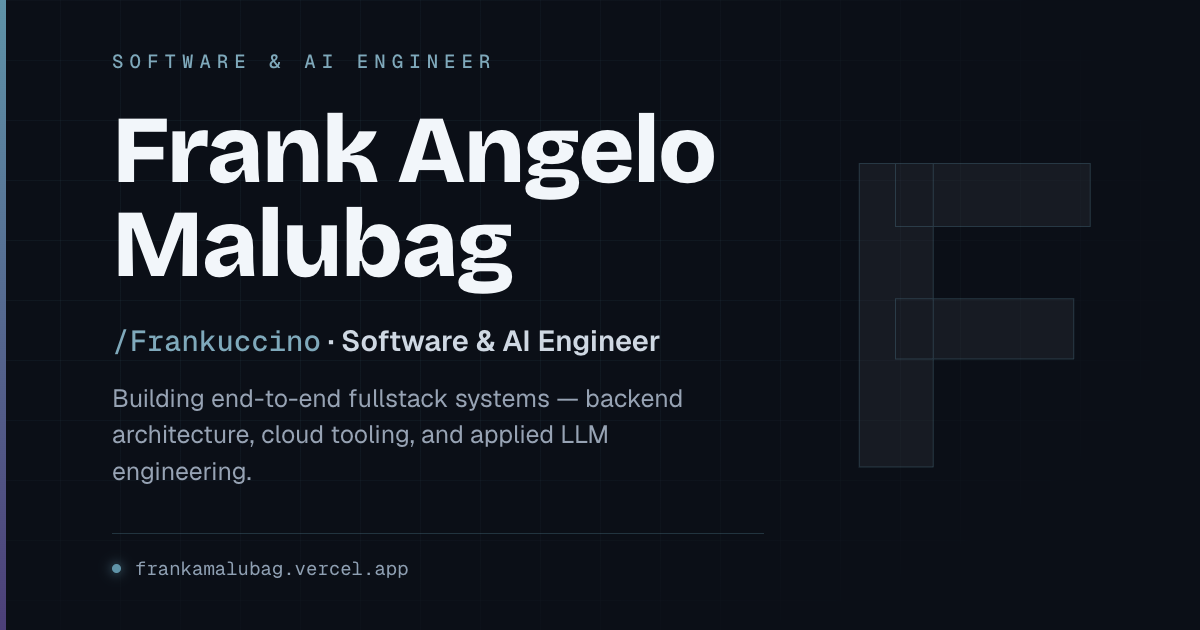 SOFTWARE & AI ENGINEER
Frank Angelo
Malubag
/Frankuccino · Software & AI Engineer
Building end-to-end fullstack systems — backend
architecture, cloud tooling, and applied LLM
engineering.
frankamalubag.vercel.app